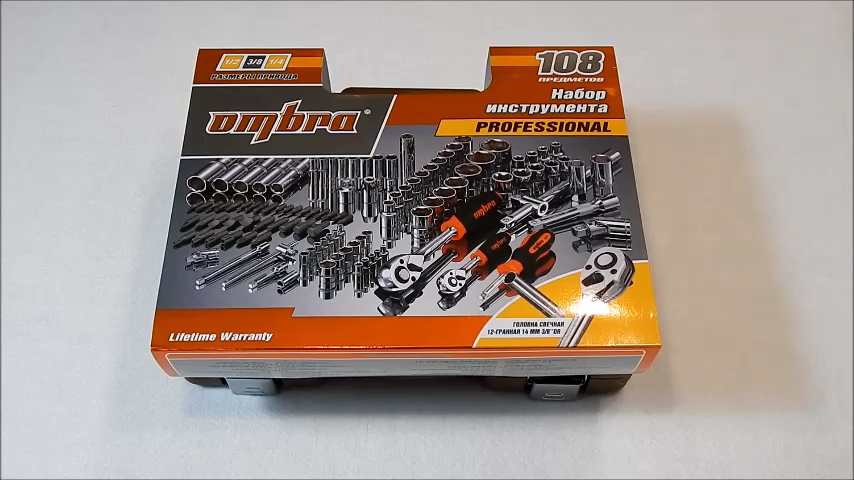 1/2 3/8 1/4
РАЗМЕРЫ ПРИВОДА
108
ПРЕДМЕТОВ
Набор
инструмента
PROFESSIONAL
ombra®
ombra
ombra
Lifetime Warranty
ГОЛОВКА СВЕЧНАЯ
12-ГРАННАЯ 14 ММ 3/8"DR